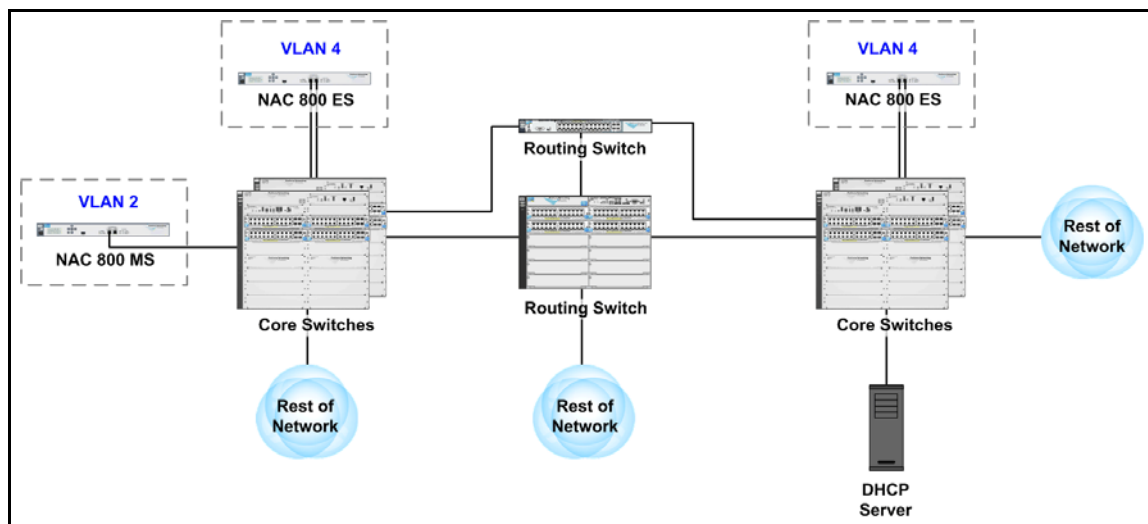 VLAN 4
NAC 800 ES
VLAN 4
NAC 800 ES
Routing Switch
VLAN 2
NAC 800 MS
Rest of
Network
Routing Switch
Core Switches
Core Switches
Rest of
Network
Rest of
Network
DHCP
Server